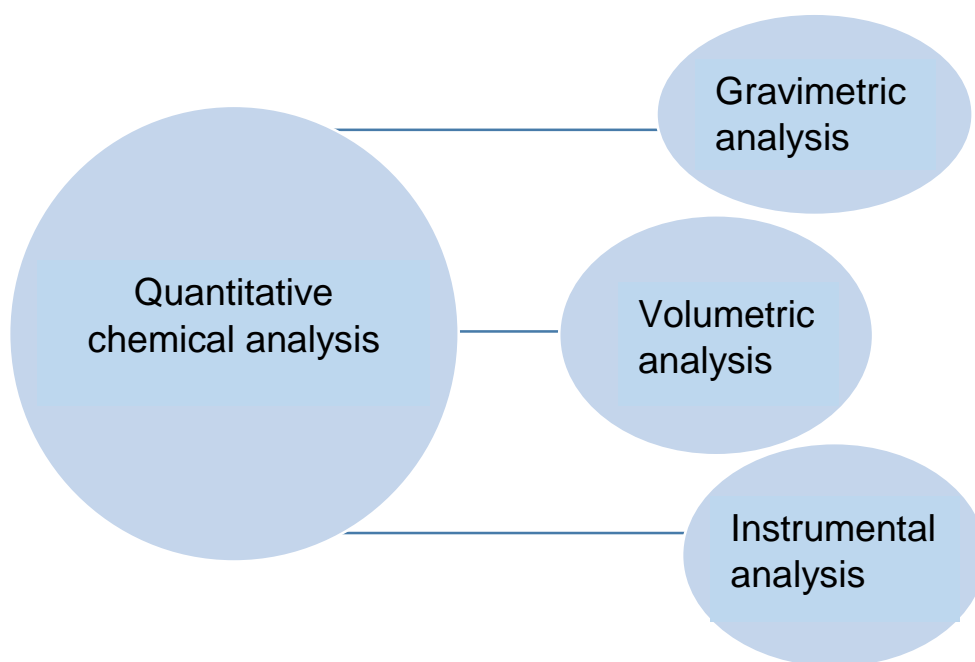 Gravimetric
analysis
Quantitative
chemical analysis
Volumetric
analysis
Instrumental
analysis